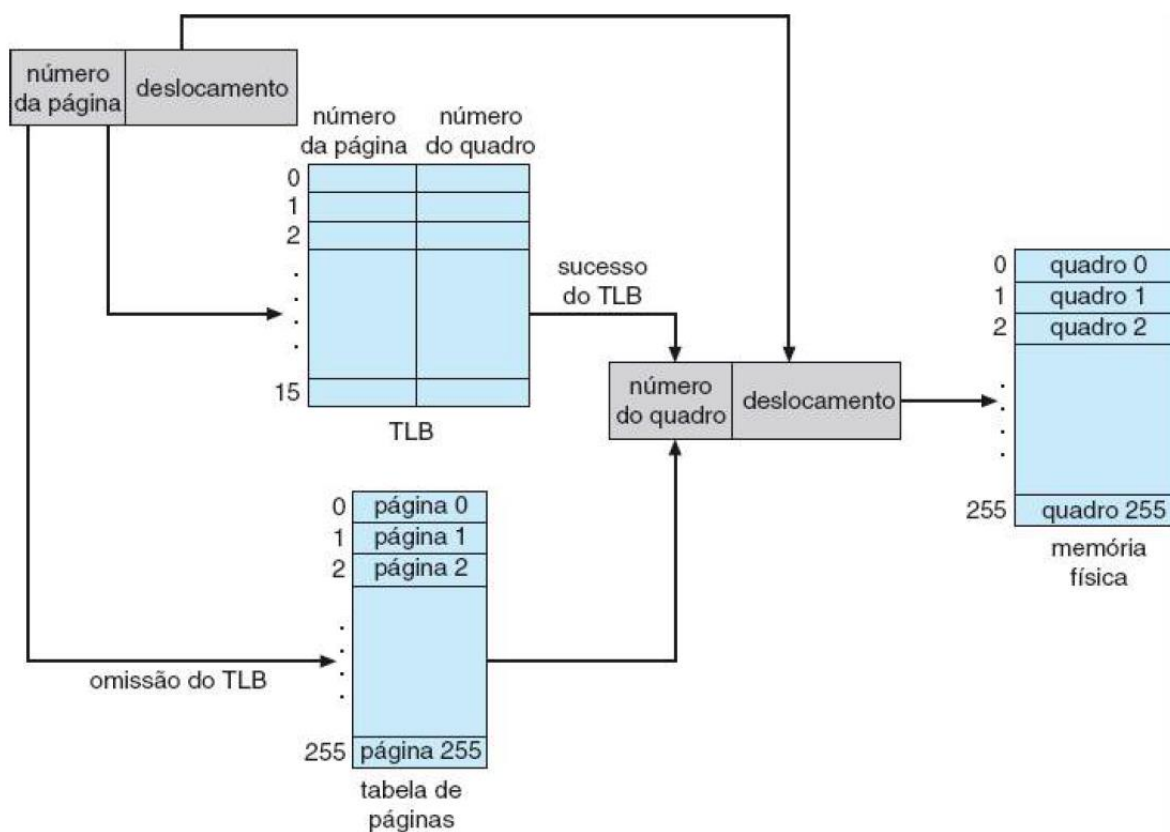 número
da página
deslocamento
número
da página
número
do quadro
0
1
2
.
.
.
.
15
TLB
sucesso
do TLB
número
do quadro
deslocamento
0
quadro 0
1
quadro 1
2
quadro 2
.
.
.
.
255
quadro 255
memória
física
0
página 0
1
página 1
2
página 2
.
.
.
.
omissão do TLB
255
página 255
tabela de
páginas